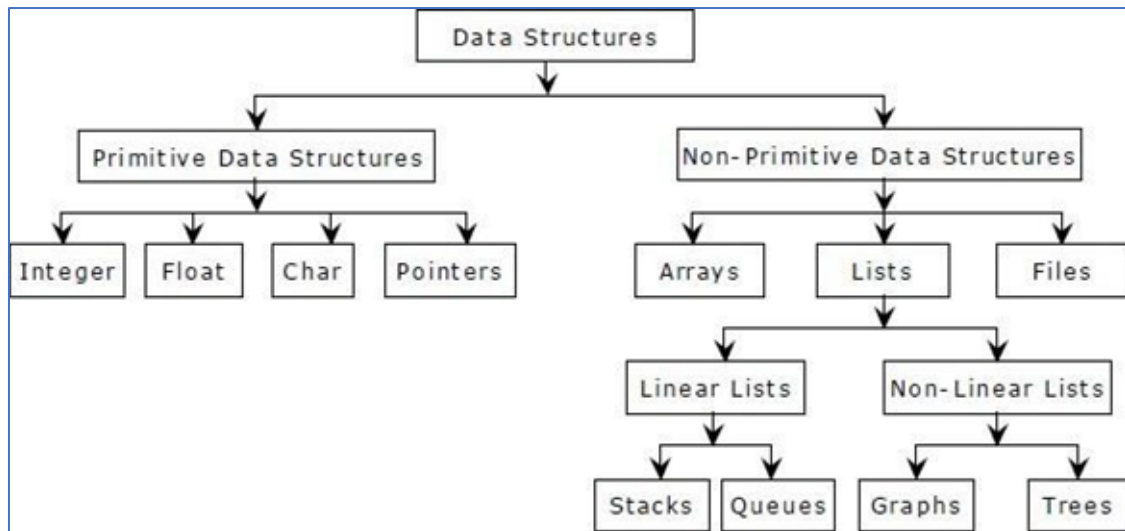 Data Structures
Primitive Data Structures
Non-Primitive Data Structures
Integer
Float
Char
Pointers
Arrays
Lists
Files
Linear Lists
Non-Linear Lists
Stacks
Queues
Graphs
Trees